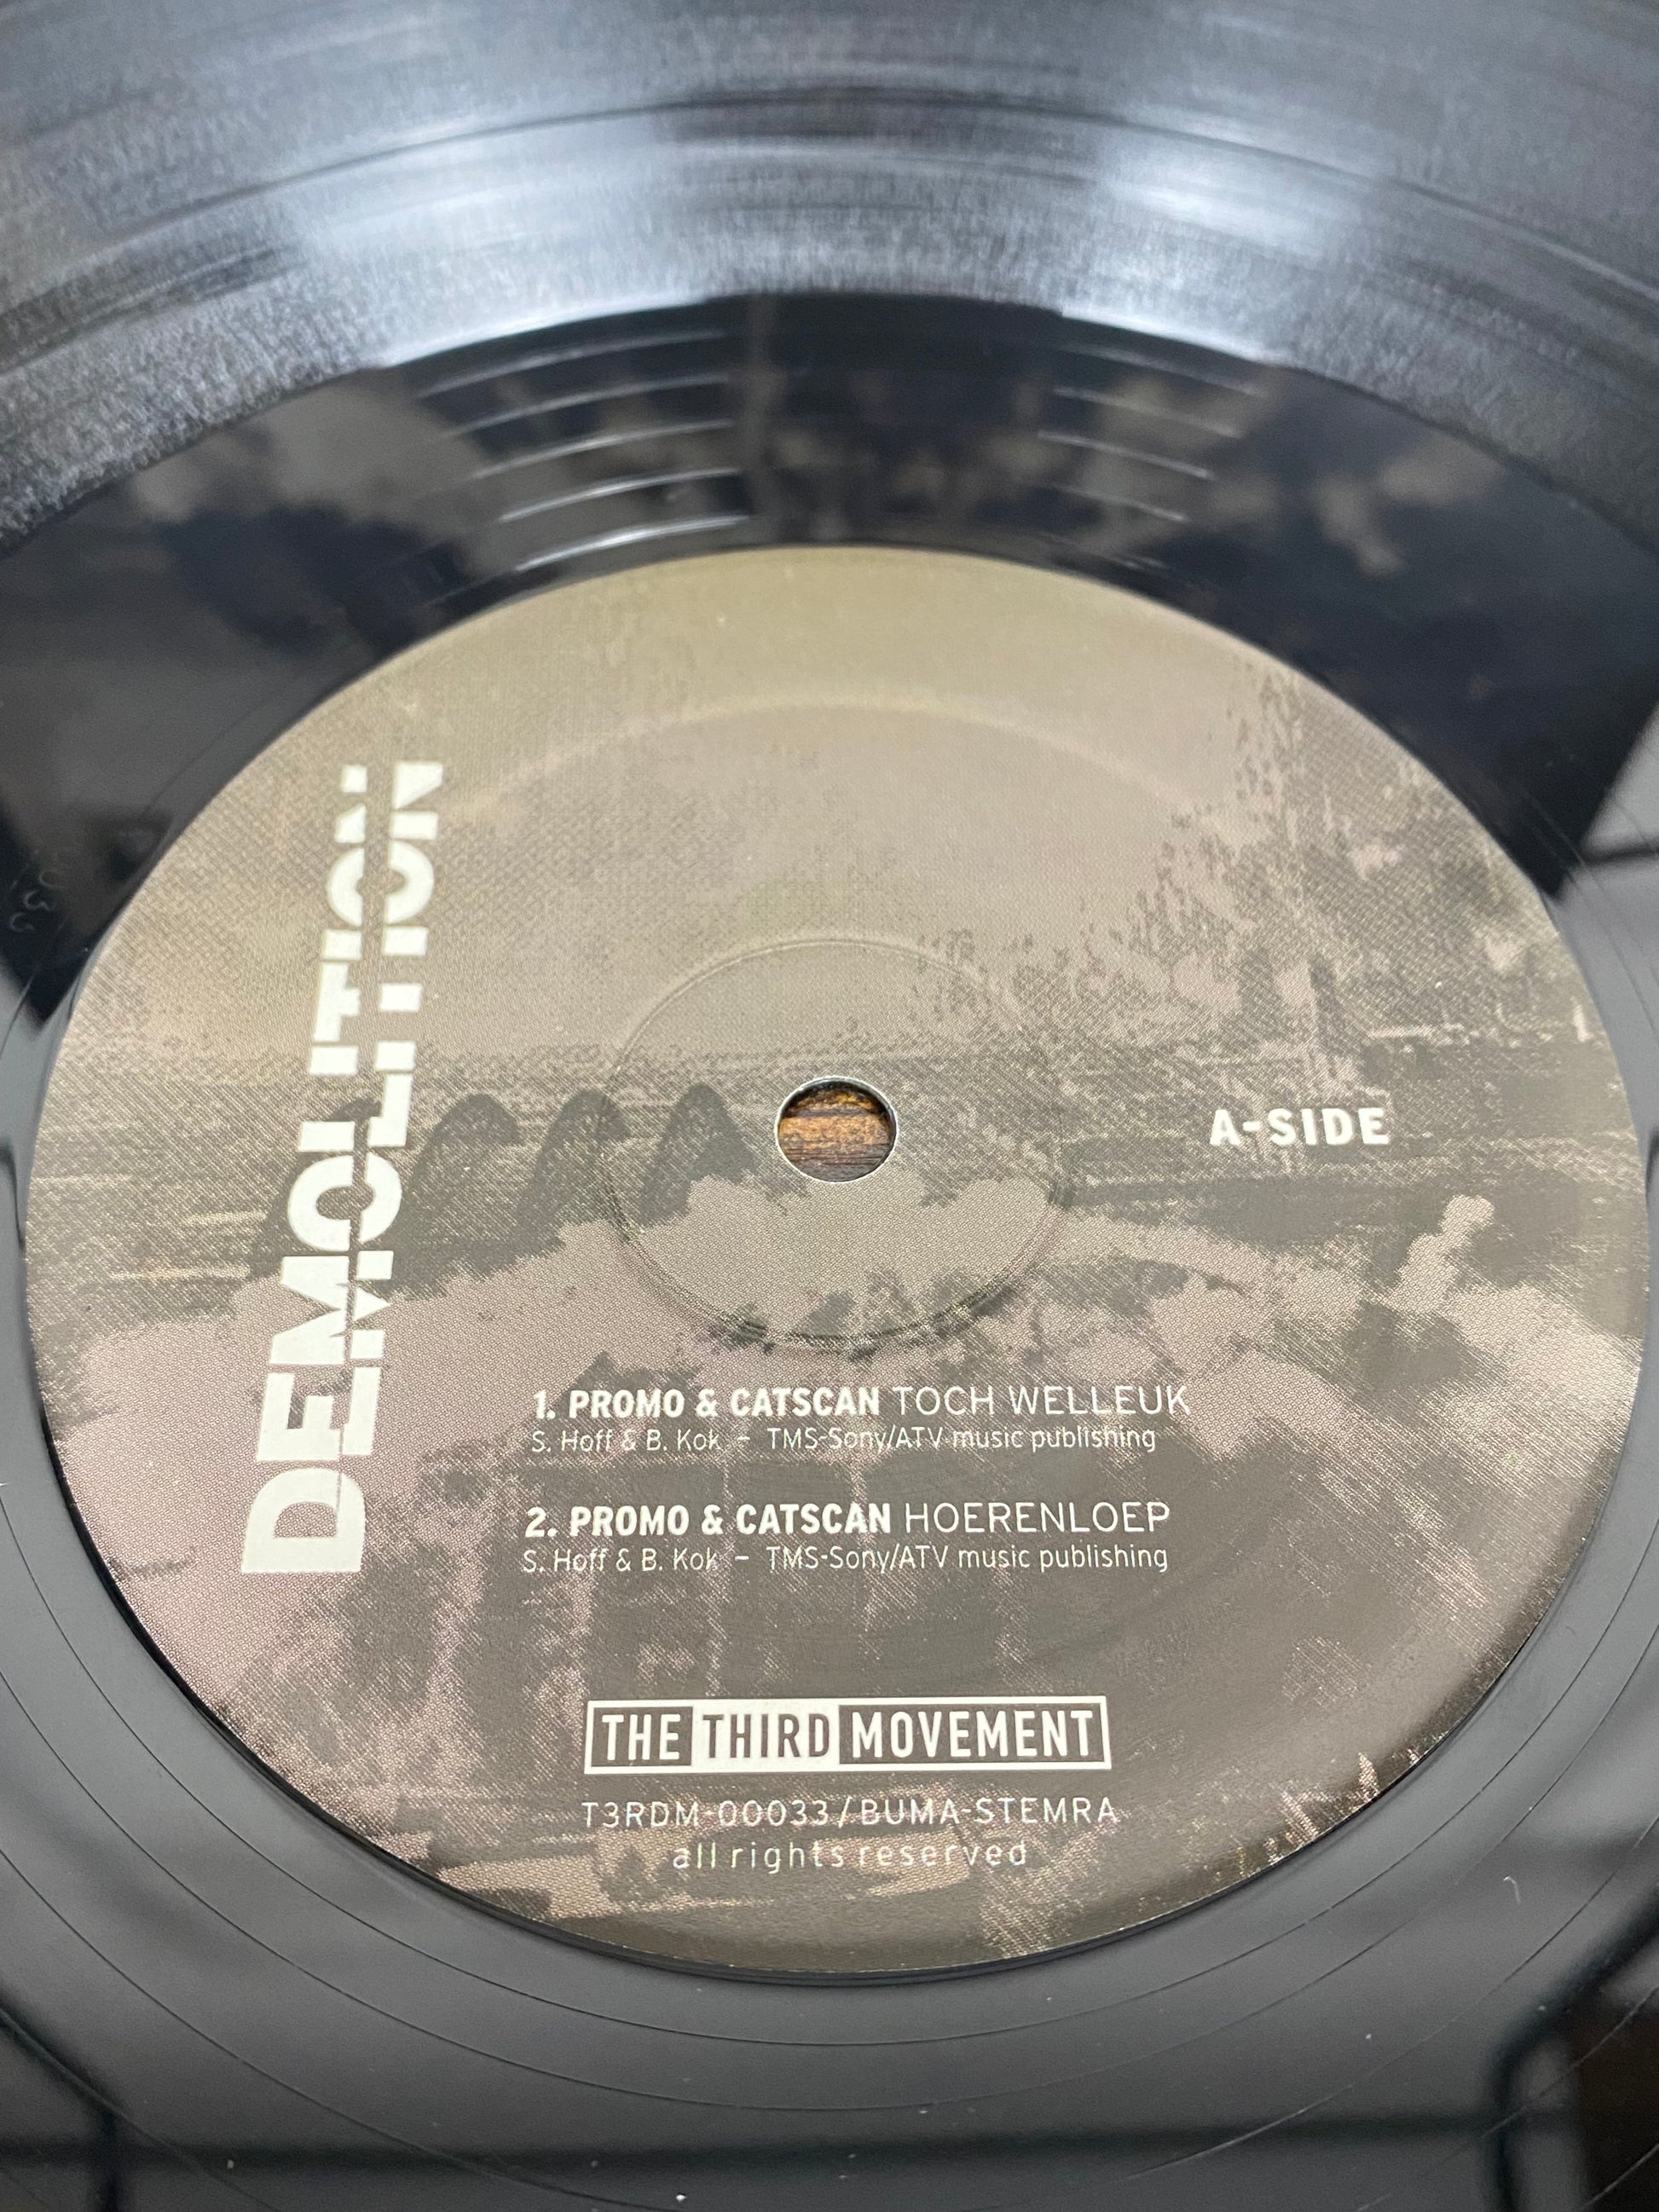 DEMOLITION
A-SIDE
1. PROMO & CATSCAN TOCH WELLEUK
S. Hoff & B. Kok - TMS-Sony/ATV music publishing
2. PROMO & CATSCAN HOERENLOEP
S. Hoff & B. Kok - TMS-Sony/ATV music publishing
THE THIRD MOVEMENT
T3RDM-00033/BUMA-STEMRA
all rights reserved